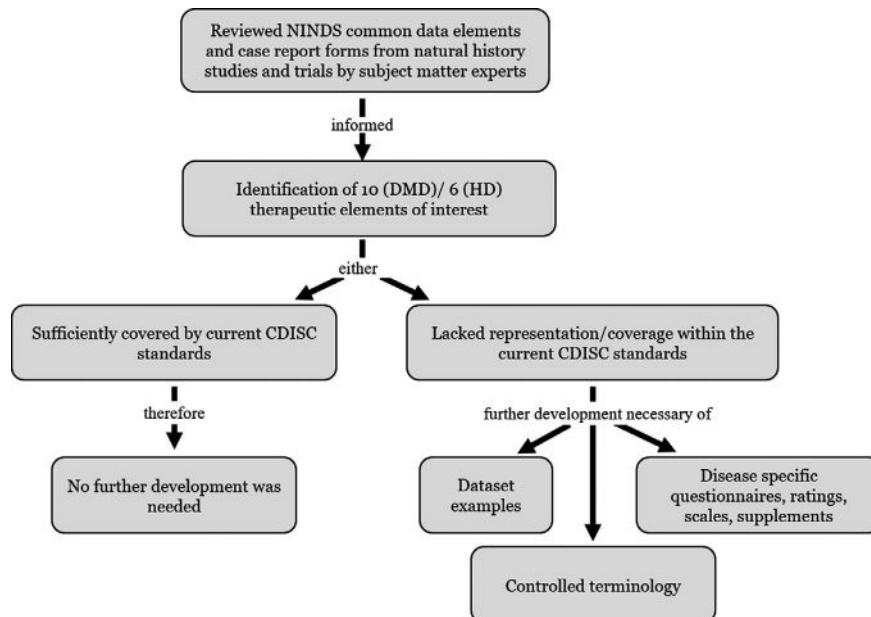 Reviewed NINDS common data elements
and case report forms from natural history
studies and trials by subject matter experts
informed
Identification of 10 (DMD)/ 6 (HD)
therapeutic elements of interest
either
Sufficiently covered by current CDISC
standards
Lacked representation/coverage within the
current CDISC standards
therefore
further development necessary of
No further development was
needed
Dataset
examples
Disease specific
questionnaires, ratings,
scales, supplements
Controlled terminology